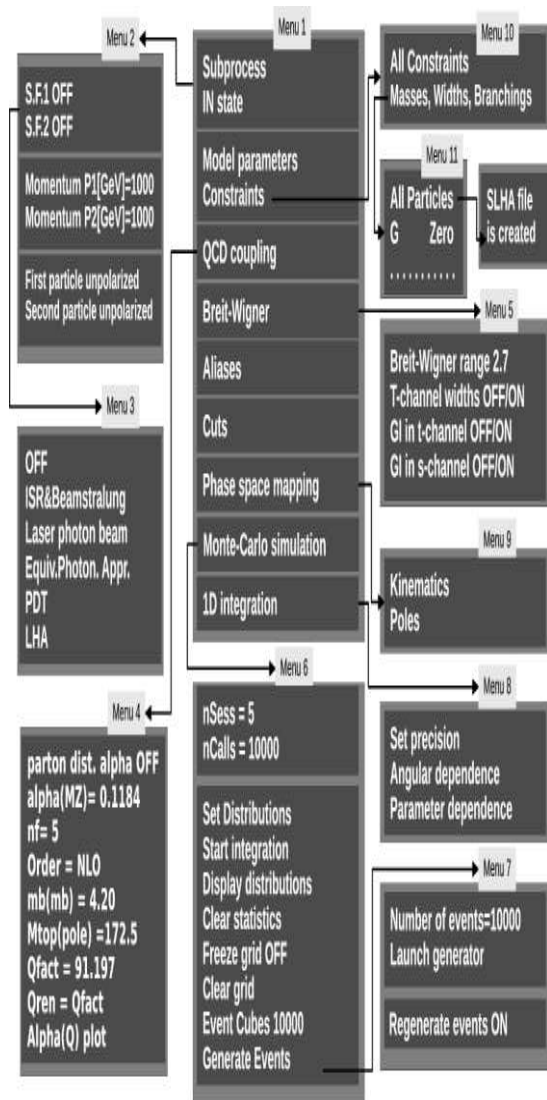 Menu 1
Subprocess
IN state
Model parameters
Constraints
QCD coupling
Breit-Wigner
Aliases
Cuts
Phase space mapping
Monte-Carlo simulation
1D integration
Menu 2
S.F.1 OFF
S.F.2 OFF
Momentum P1[GeV]=1000
Momentum P2[GeV]=1000
First particle unpolarized
Second particle unpolarized
Menu 3
OFF
ISR&Beamstralung
Laser photon beam
Equiv.Photon. Appr.
PDT
LHA
Menu 4
parton dist. alpha OFF
alpha(MZ)= 0.1184
nf= 5
Order = NLO
mb(mb) = 4.20
Mtop(pole) =172.5
Qfact = 91.197
Qren = Qfact
Alpha(Q) plot
Menu 10
All Constraints
Masses, Widths, Branchings
Menu 11
All Particles
G Zero
...........
SLHA file
is created
Menu 5
Breit-Wigner range 2.7
T-channel widths OFF/ON
GI in t-channel OFF/ON
GI in s-channel OFF/ON
Menu 9
Kinematics
Poles
Menu 6
nSess = 5
nCalls = 10000
Set Distributions
Start integration
Display distributions
Clear statistics
Freeze grid OFF
Clear grid
Event Cubes 10000
Generate Events
Menu 8
Set precision
Angular dependence
Parameter dependence
Menu 7
Number of events=10000
Launch generator
Regenerate events ON